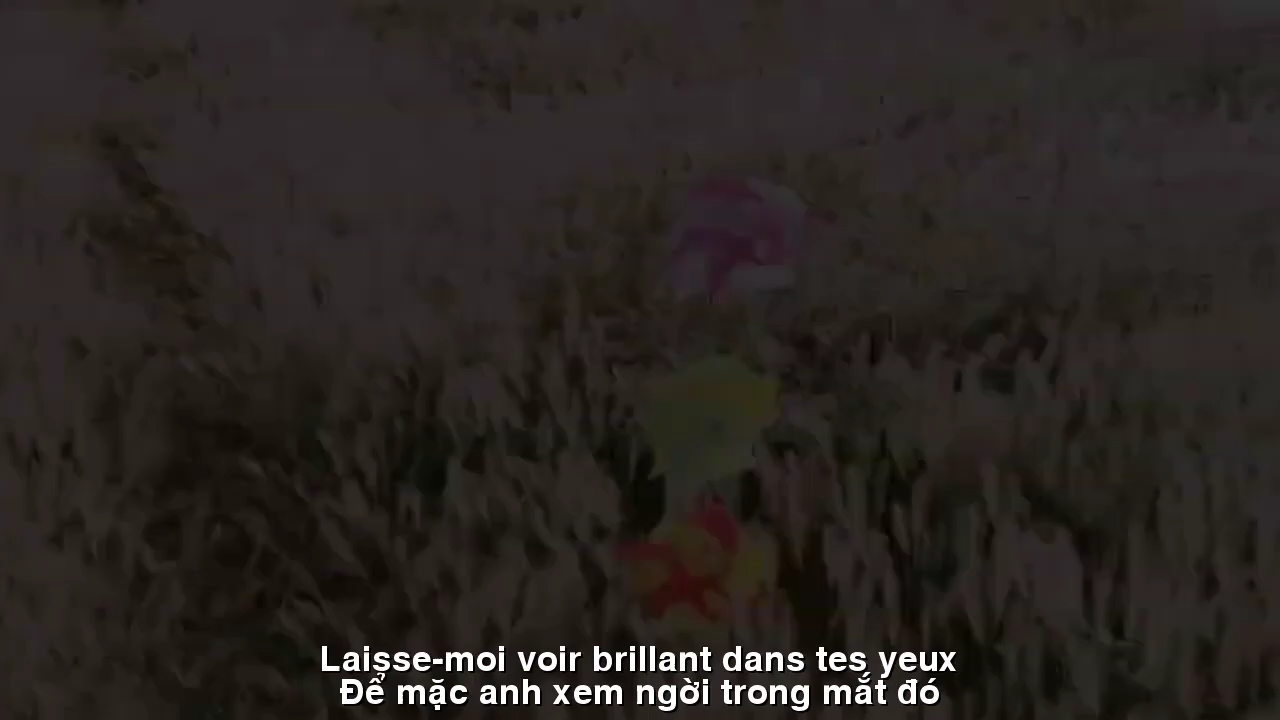 Laisse-moi voir brillant dans tes yeux
Để mặc anh xem ngời trong mắt đó